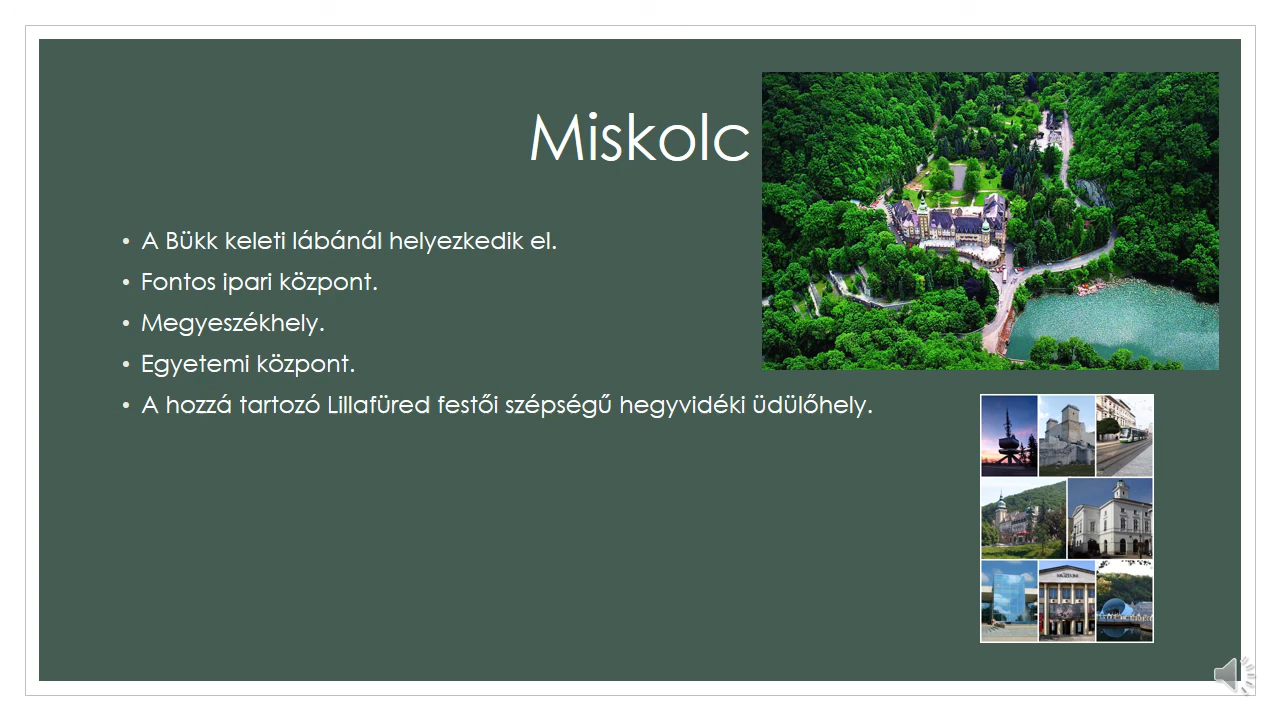 Miskolc
• A Bükk keleti lábánál helyezkedik el.
• Fontos ipari központ.
• Megyeszékhely.
• Egyetemi központ.
• A hozzá tartozó Lillafüred festői szépségű hegyvidéki üdülőhely.